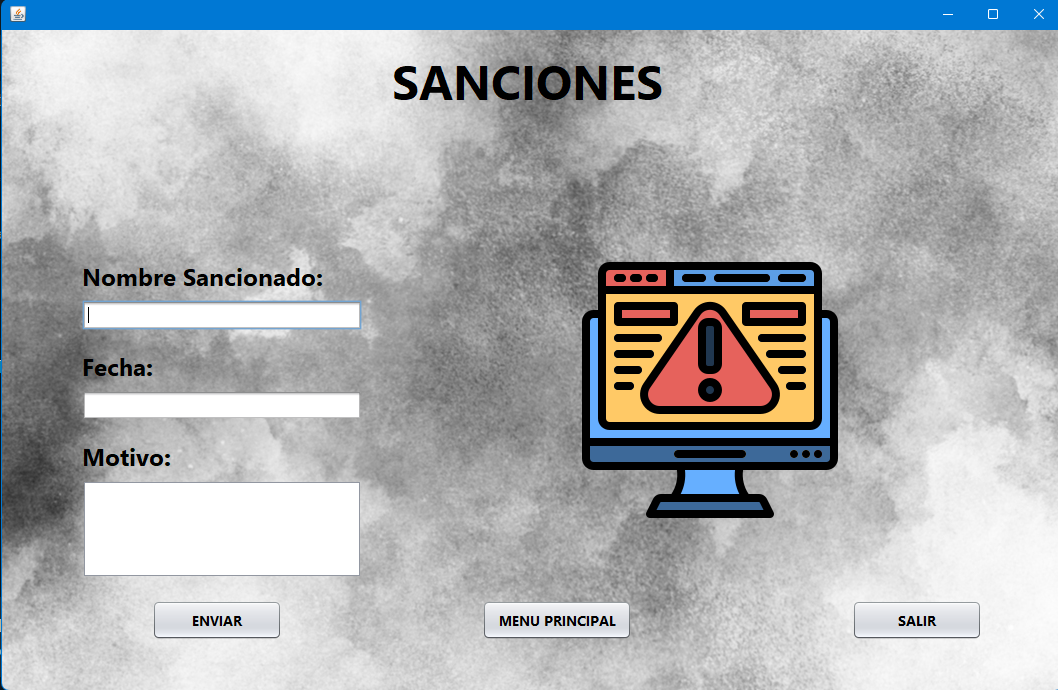 SANCIONES
Nombre Sancionado:
Fecha:
Motivo:
ENVIAR
MENU PRINCIPAL
SALIR